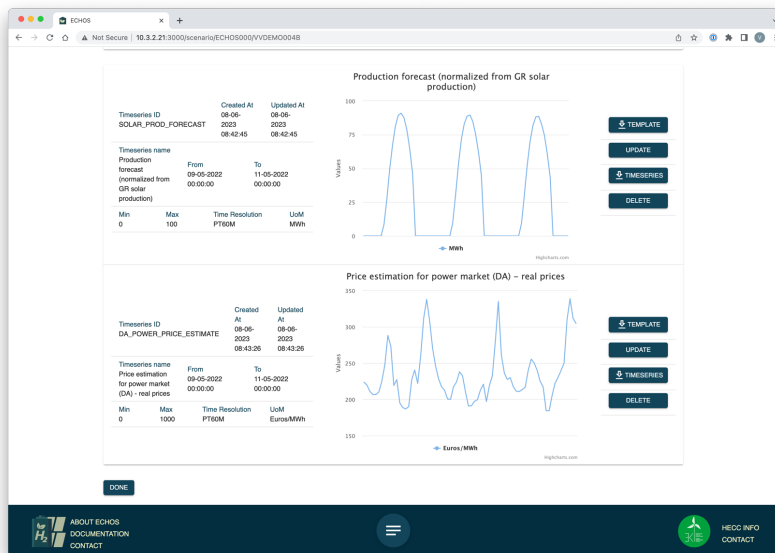 ECHOS
Not Secure | 10.3.2.21:3000/scenario/ECHOS000/VVDEMO004B
V
Timeseries ID
SOLAR_PROD_FORECAST
Created At
08-06-
2023
08:42:45
Updated At
08-06-
2023
08:42:45
Timeseries name
Production
forecast
(normalized from
GR solar
production)
From
09-05-2022
00:00:00
To
11-05-2022
00:00:00
Min
0
Max
100
Time Resolution
PT60M
UoM
MWh
Production forecast (normalized from GR solar
production)
Values
100
75
50
25
0
MWh
Highcharts.com
TEMPLATE
UPDATE
TIMESERIES
DELETE
Timeseries ID
DA_POWER_PRICE_ESTIMATE
Created
At
08-06-
2023
08:43:26
Updated
At
08-06-
2023
08:43:26
Timeseries name
Price estimation
for power market
(DA) - real prices
From
09-05-2022
00:00:00
To
11-05-2022
00:00:00
Min
0
Max
1000
Time Resolution
PT60M
UoM
Euros/MWh
Price estimation for power market (DA) – real prices
Values
350
300
250
200
150
Euros/MWh
Highcharts.com
TEMPLATE
UPDATE
TIMESERIES
DELETE
DONE
H2
ABOUT ECHOS
DOCUMENTATION
CONTACT
HECC INFO
CONTACT